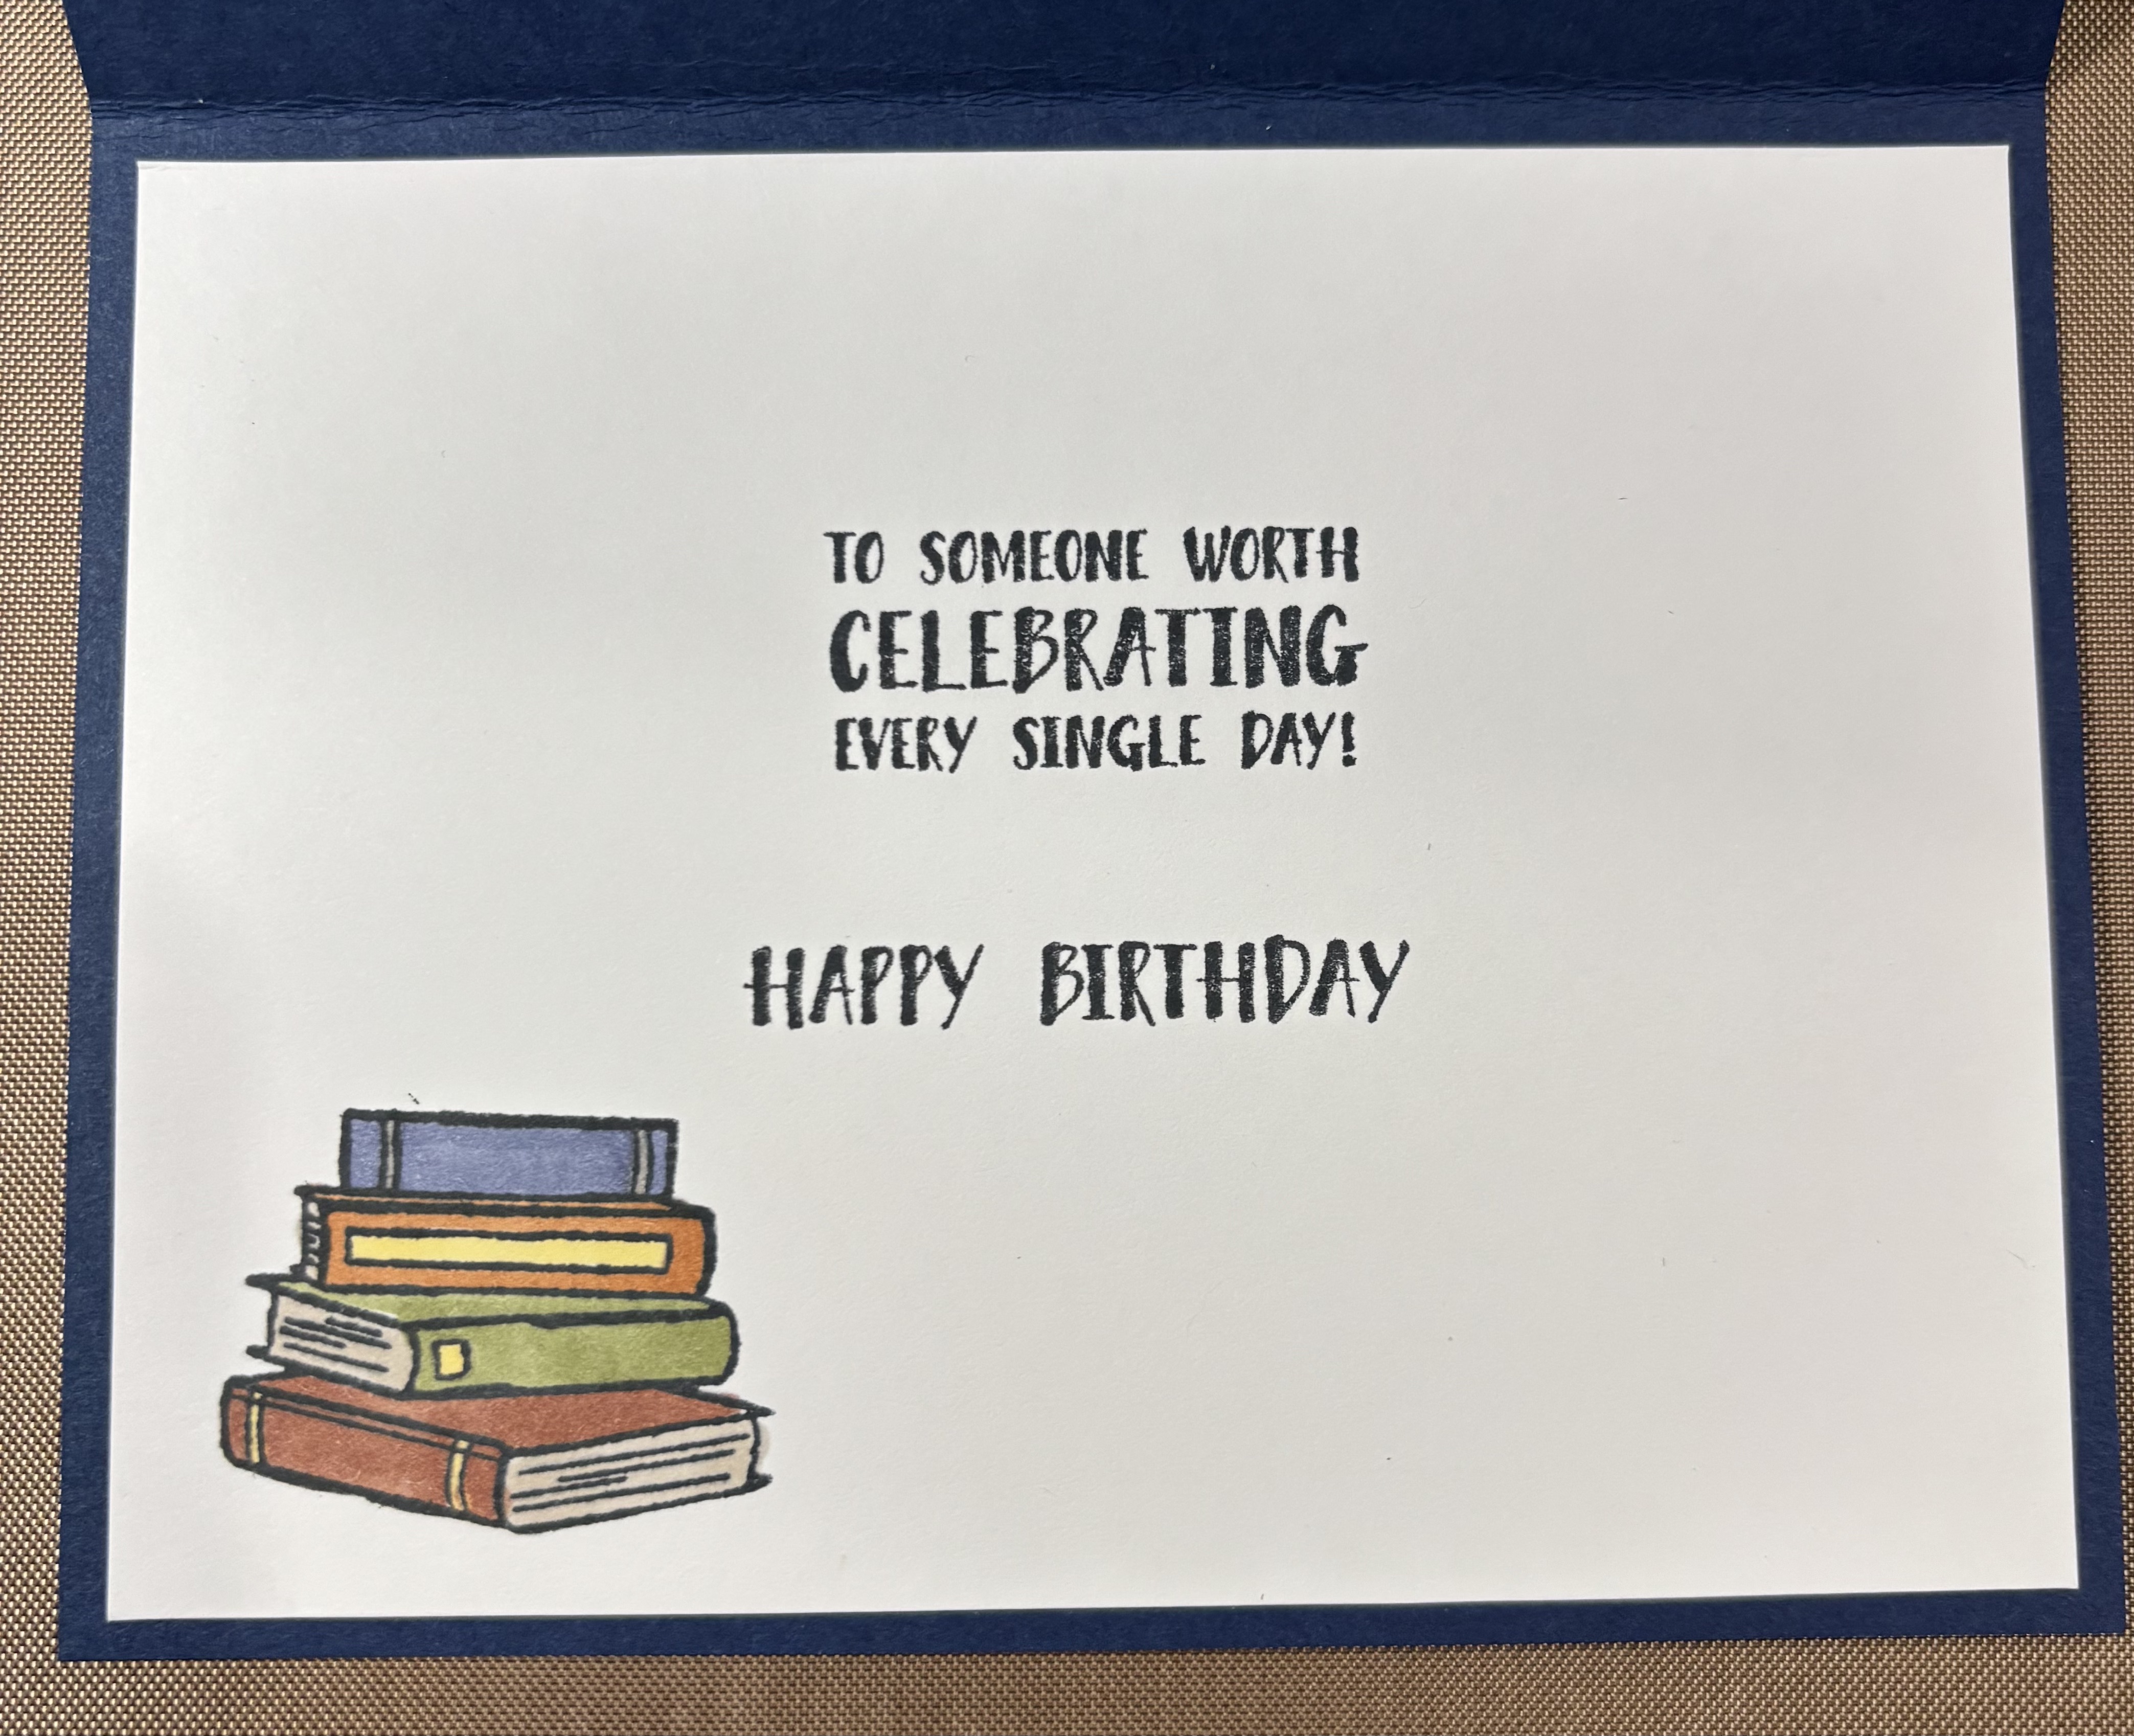 TO SOMEONE WORTH
CELEBRATING
EVERY SINGLE DAY!
HAPPY BIRTHDAY